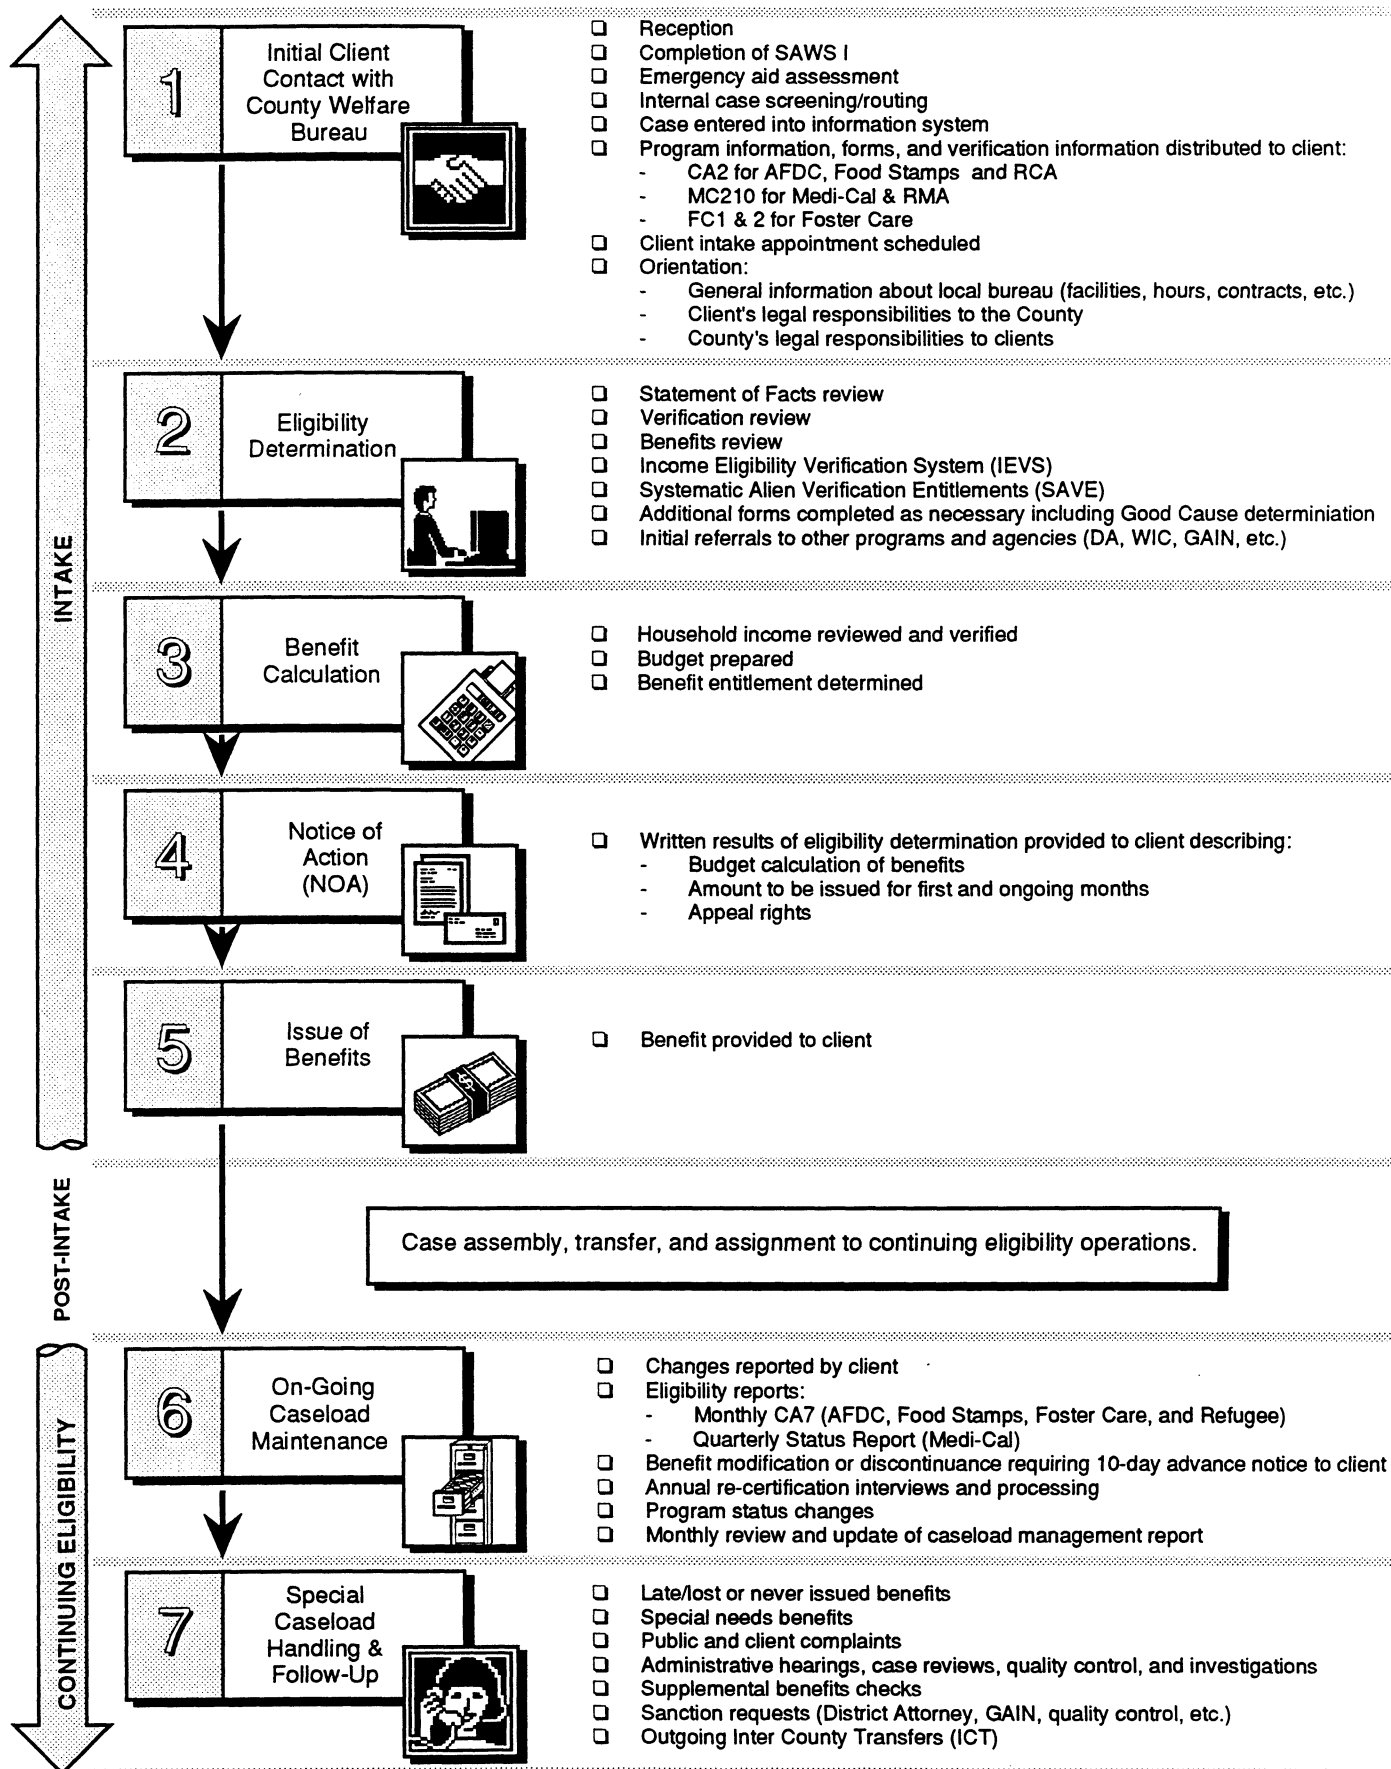 INTAKE
1
Initial Client
Contact with
County Welfare
Bureau
❑ Reception
❑ Completion of SAWS I
❑ Emergency aid assessment
❑ Internal case screening/routing
❑ Case entered into information system
❑ Program information, forms, and verification information distributed to client:
- CA2 for AFDC, Food Stamps and RCA
- MC210 for Medi-Cal & RMA
- FC1 & 2 for Foster Care
❑ Client intake appointment scheduled
❑ Orientation:
- General information about local bureau (facilities, hours, contracts, etc.)
- Client's legal responsibilities to the County
- County's legal responsibilities to clients
2
Eligibility
Determination
❑ Statement of Facts review
❑ Verification review
❑ Benefits review
❑ Income Eligibility Verification System (IEVS)
❑ Systematic Alien Verification Entitlements (SAVE)
❑ Additional forms completed as necessary including Good Cause determiniation
❑ Initial referrals to other programs and agencies (DA, WIC, GAIN, etc.)
3
Benefit
Calculation
❑ Household income reviewed and verified
❑ Budget prepared
❑ Benefit entitlement determined
4
Notice of
Action
(NOA)
❑ Written results of eligibility determination provided to client describing:
- Budget calculation of benefits
- Amount to be issued for first and ongoing months
- Appeal rights
5
Issue of
Benefits
❑ Benefit provided to client
POST-INTAKE
Case assembly, transfer, and assignment to continuing eligibility operations.
CONTINUING ELIGIBILITY
6
On-Going
Caseload
Maintenance
❑ Changes reported by client
❑ Eligibility reports:
- Monthly CA7 (AFDC, Food Stamps, Foster Care, and Refugee)
- Quarterly Status Report (Medi-Cal)
❑ Benefit modification or discontinuance requiring 10-day advance notice to client
❑ Annual re-certification interviews and processing
❑ Program status changes
❑ Monthly review and update of caseload management report
7
Special
Caseload
Handling &
Follow-Up
❑ Late/lost or never issued benefits
❑ Special needs benefits
❑ Public and client complaints
❑ Administrative hearings, case reviews, quality control, and investigations
❑ Supplemental benefits checks
❑ Sanction requests (District Attorney, GAIN, quality control, etc.)
❑ Outgoing Inter County Transfers (ICT)